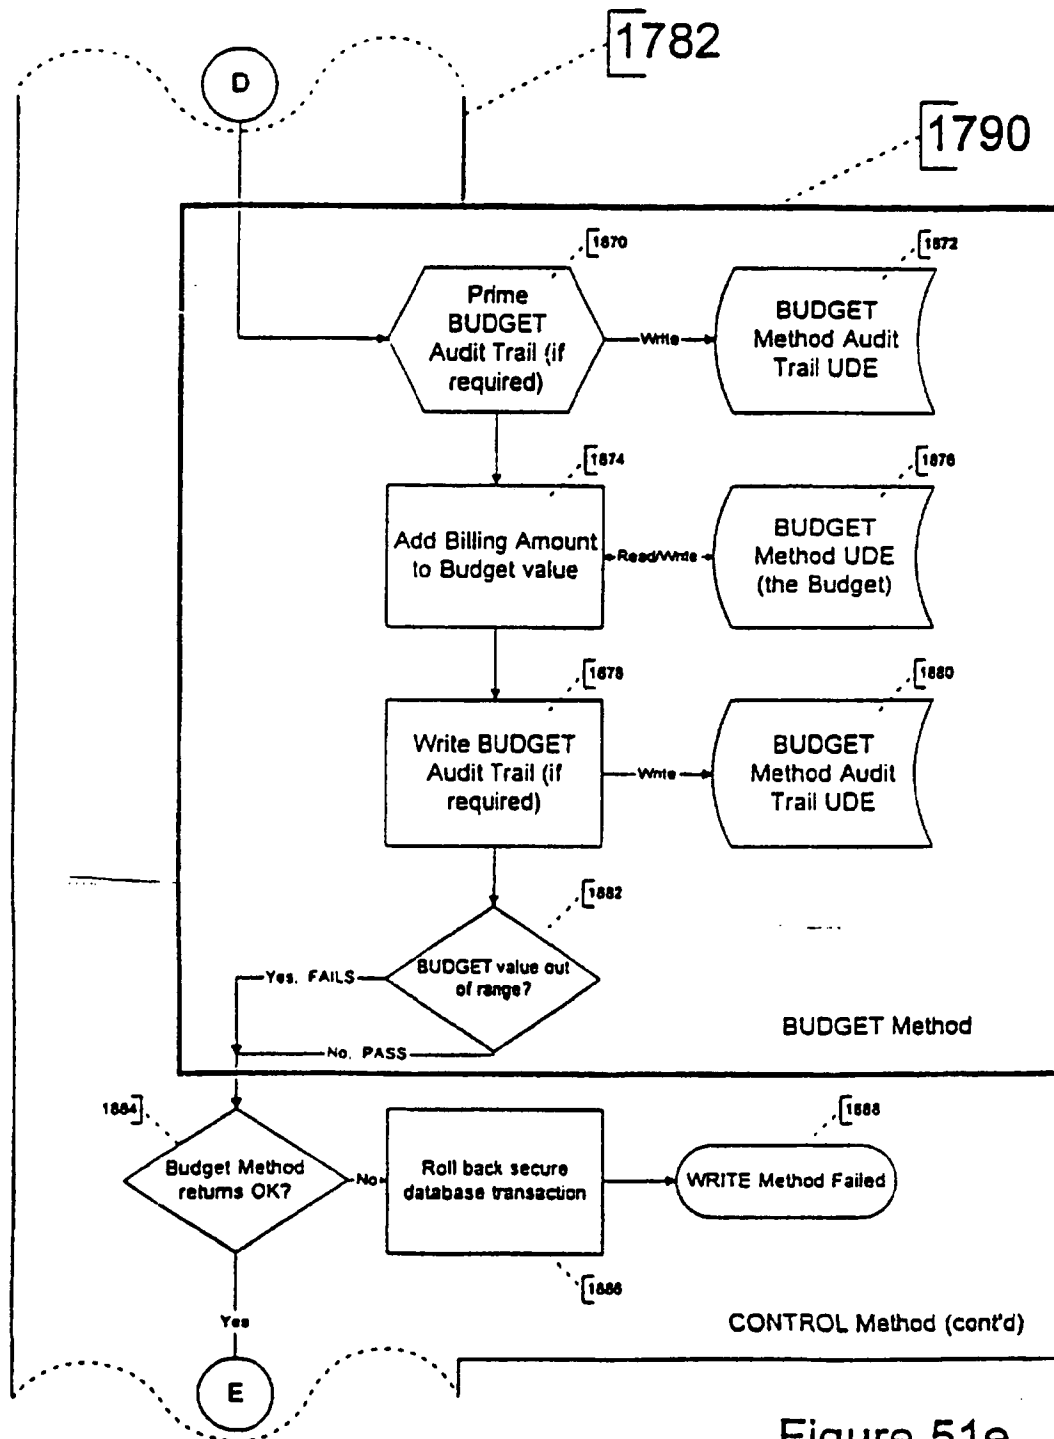 1782
D
1790
1870
1872
Prime
BUDGET
Audit Trail (if
required)
Write
BUDGET
Method Audit
Trail UDE
1874
1876
Add Billing Amount
to Budget value
Read/Write
BUDGET
Method UDE
(the Budget)
1878
1880
Write BUDGET
Audit Trail (if
required)
Write
BUDGET
Method Audit
Trail UDE
1882
BUDGET value out
of range?
Yes, FAILS
No, PASS
BUDGET Method
1884
1888
Budget Method
returns OK?
No
Roll back secure
database transaction
WRITE Method Failed
1886
Yes
CONTROL Method (cont'd)
E
Figure 51e